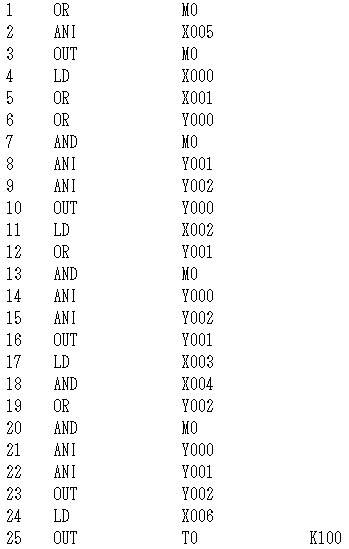 1 OR M0
2 ANI X005
3 OUT M0
4 LD X000
5 OR X001
6 OR Y000
7 AND M0
8 ANI Y001
9 ANI Y002
10 OUT Y000
11 LD X002
12 OR Y001
13 AND M0
14 ANI Y000
15 ANI Y002
16 OUT Y001
17 LD X003
18 AND X004
19 OR Y002
20 AND M0
21 ANI Y000
22 ANI Y001
23 OUT Y002
24 LD X006
25 OUT T0 K100